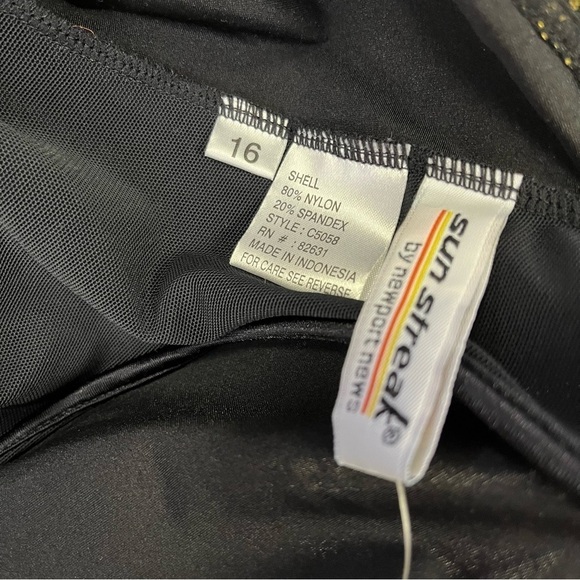 16
SHELL
80% NYLON
20% SPANDEX
STYLE : C5058
RN # : 82631
MADE IN INDONESIA
FOR CARE SEE REVERSE
sun streak®
by newport news